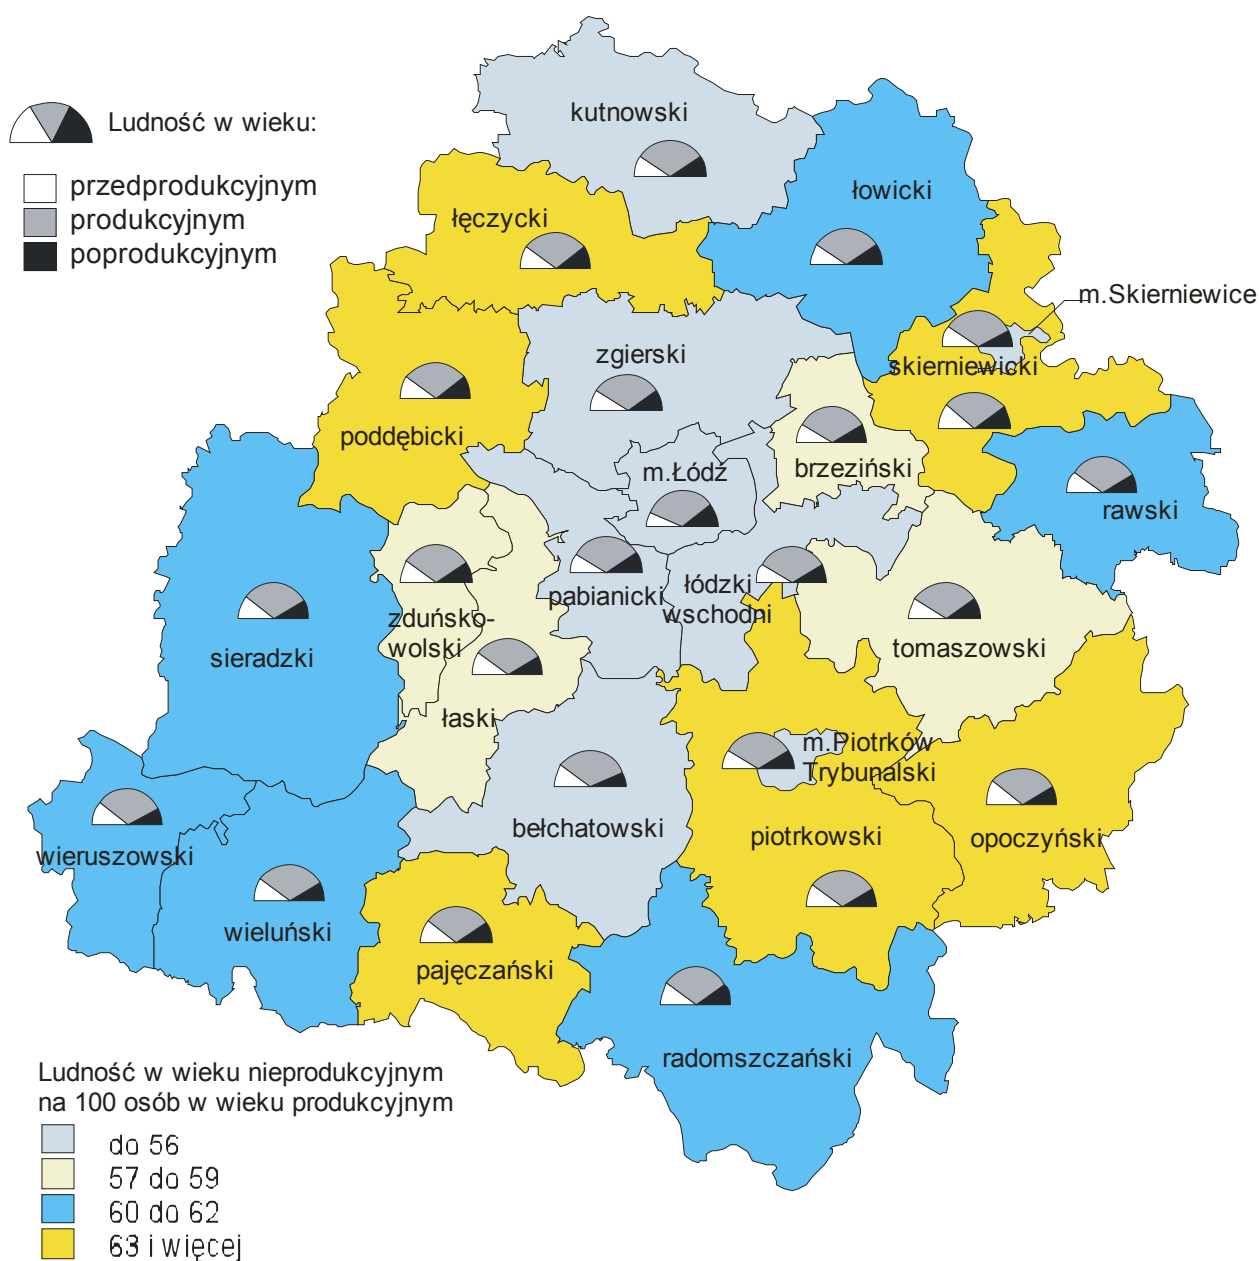 kutnowski
Ludność w wieku:
przedprodukcyjnym
produkcyjnym
poprodukcyjnym
łowicki
łęczycki
m.Skierniewice
zgierski
skierniewicki
poddębicki
m.Łódź
brzeziński
rawski
zduńsko-
wolski
pabianicki
łódzki
wschodni
sieradzki
tomaszowski
łaski
m.Piotrków
Trybunalski
bełchatowski
piotrkowski
opoczyński
wieruszowski
wieluński
pajęczański
radomszczański
Ludność w wieku nieprodukcyjnym
na 100 osób w wieku produkcyjnym
do 56
57 do 59
60 do 62
63 i więcej